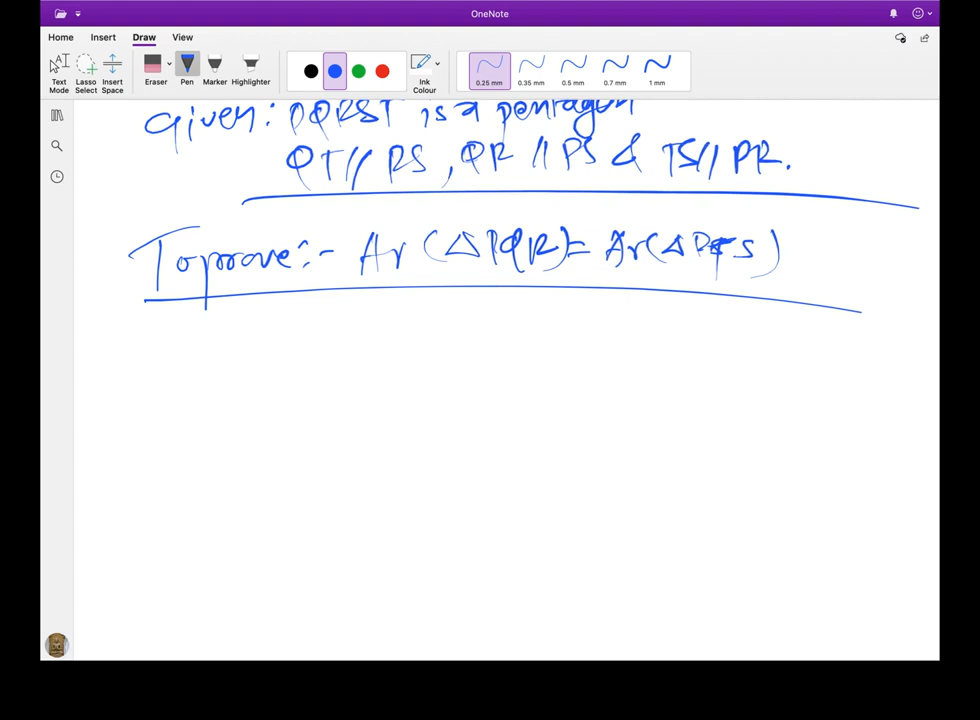 OneNote
Home Insert Draw View
Text Mode Lasso Select Insert Space Eraser Pen Marker Highlighter Ink Colour 0.25 mm 0.35 mm 0.5 mm 0.7 mm 1 mm
Given: PQRST is a pentagon
QT // RS, QR // PS & TS // PR.
To prove:- Ar (△PQR) = Ar (△PTS)